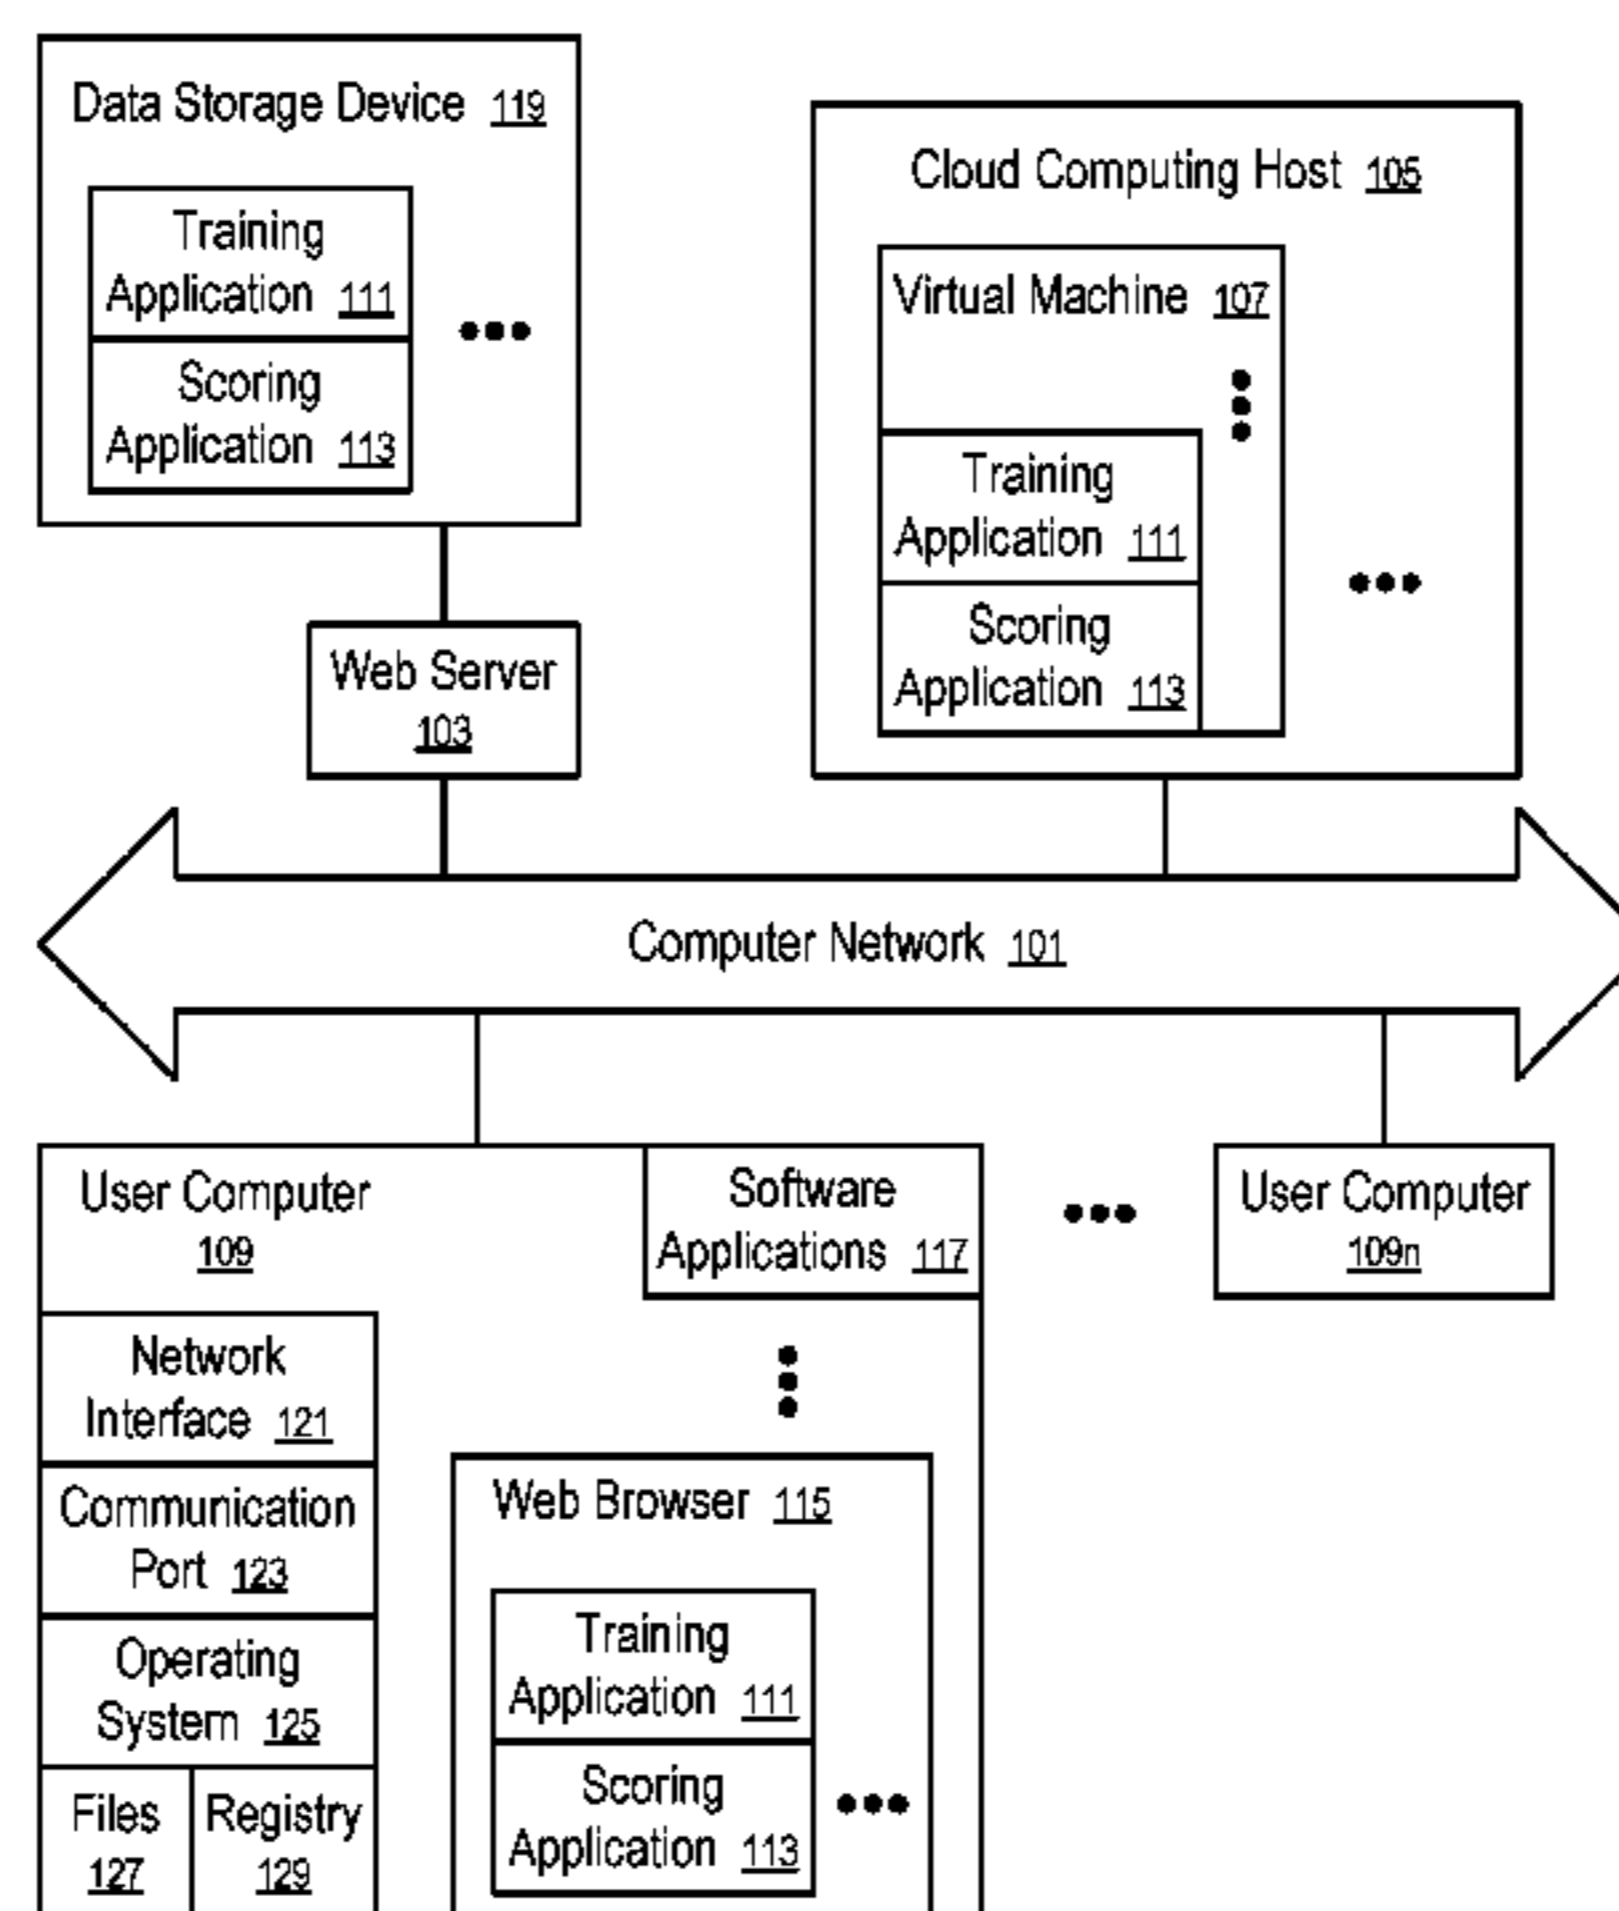 Data Storage Device 119
Training
Application 111
Scoring
Application 113
Cloud Computing Host 105
Virtual Machine 107
Training
Application 111
Scoring
Application 113
Web Server
103
Computer Network 101
User Computer
109
Software
Applications 117
User Computer
109n
Network
Interface 121
Communication
Port 123
Operating
System 125
Files
127
Registry
129
Web Browser 115
Training
Application 111
Scoring
Application 113